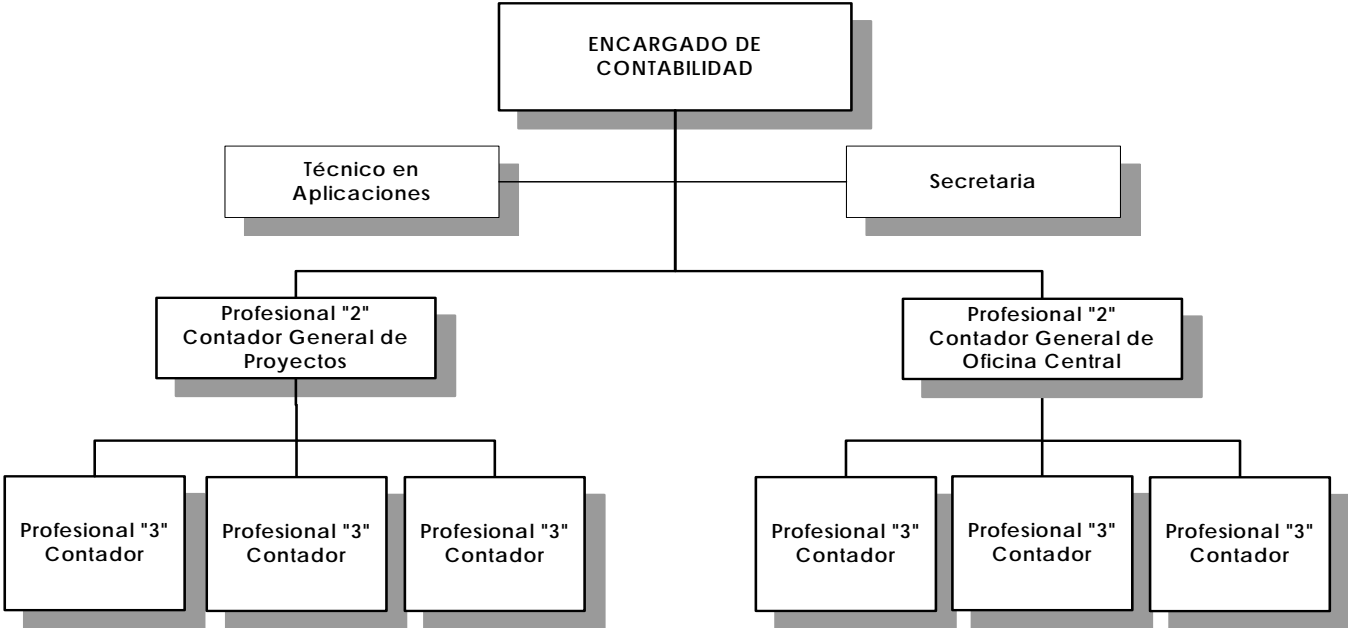 ENCARGADO DE
CONTABILIDAD
Técnico en
Aplicaciones
Secretaria
Profesional "2"
Contador General de
Proyectos
Profesional "2"
Contador General de
Oficina Central
Profesional "3"
Contador
Profesional "3"
Contador
Profesional "3"
Contador
Profesional "3"
Contador
Profesional "3"
Contador
Profesional "3"
Contador